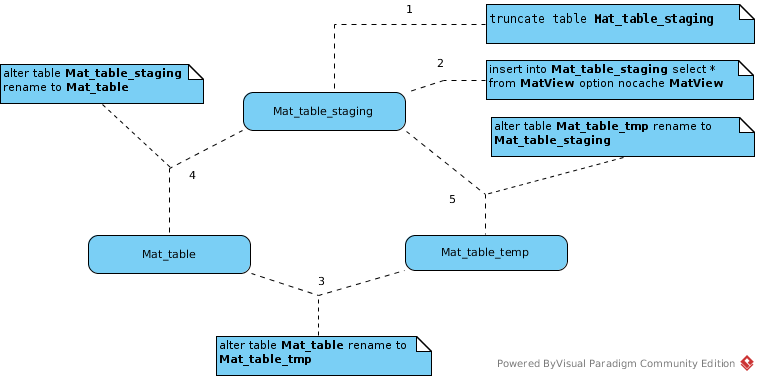 1
truncate table Mat_table_staging
2
insert into Mat_table_staging select *
from MatView option nocache MatView
alter table Mat_table_staging
rename to Mat_table
Mat_table_staging
alter table Mat_table_tmp rename to
Mat_table_staging
4
5
Mat_table
Mat_table_temp
3
alter table Mat_table rename to
Mat_table_tmp
Powered ByVisual Paradigm Community Edition